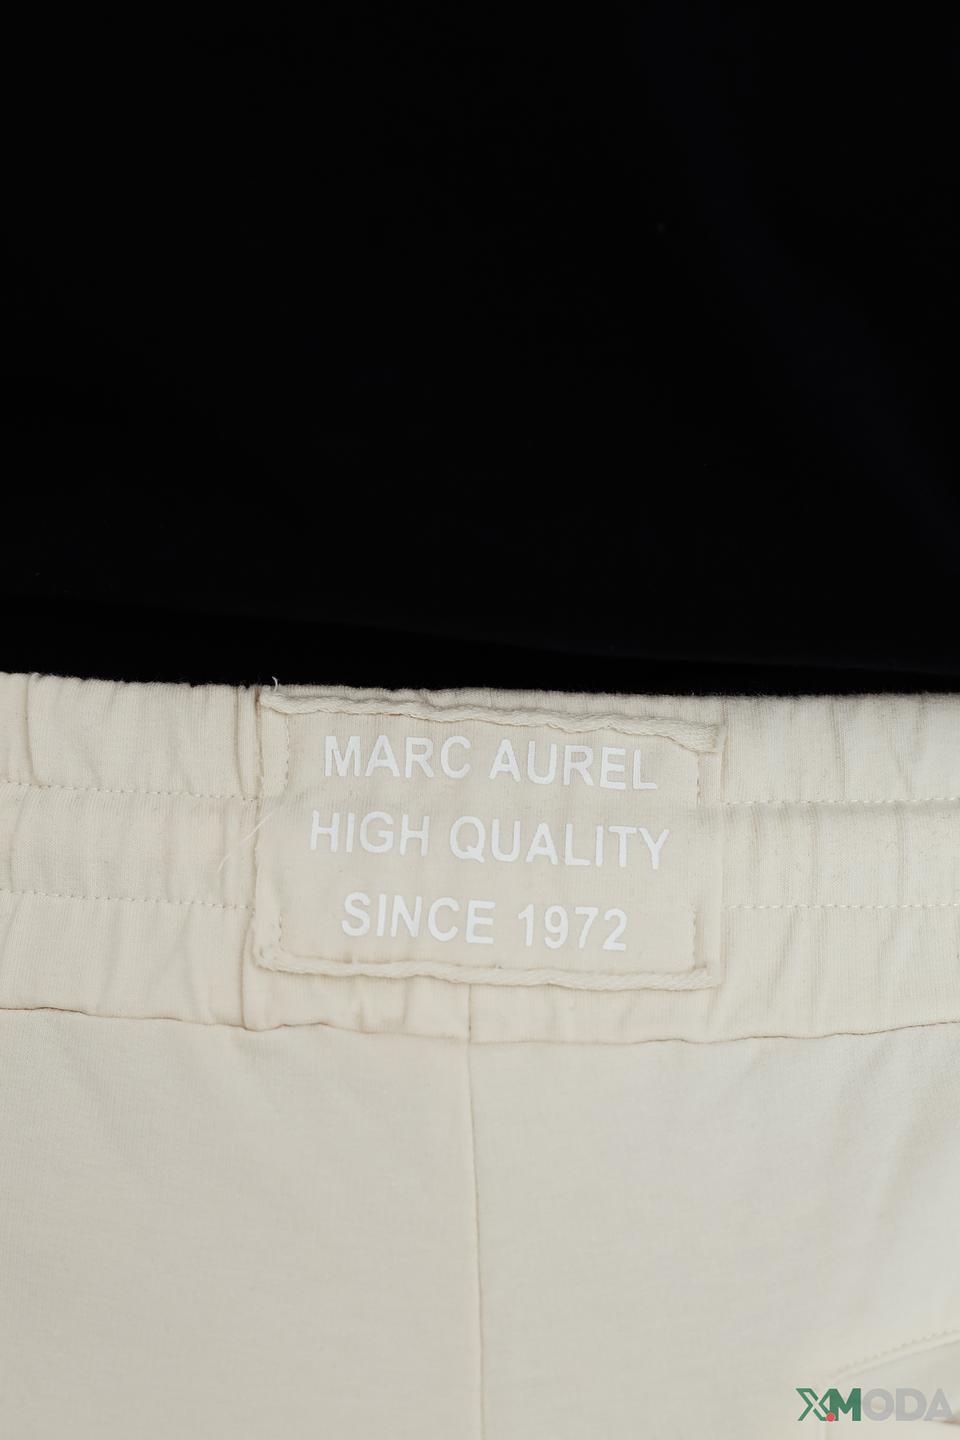 MARC AUREL
HIGH QUALITY
SINCE 1972
XMODA